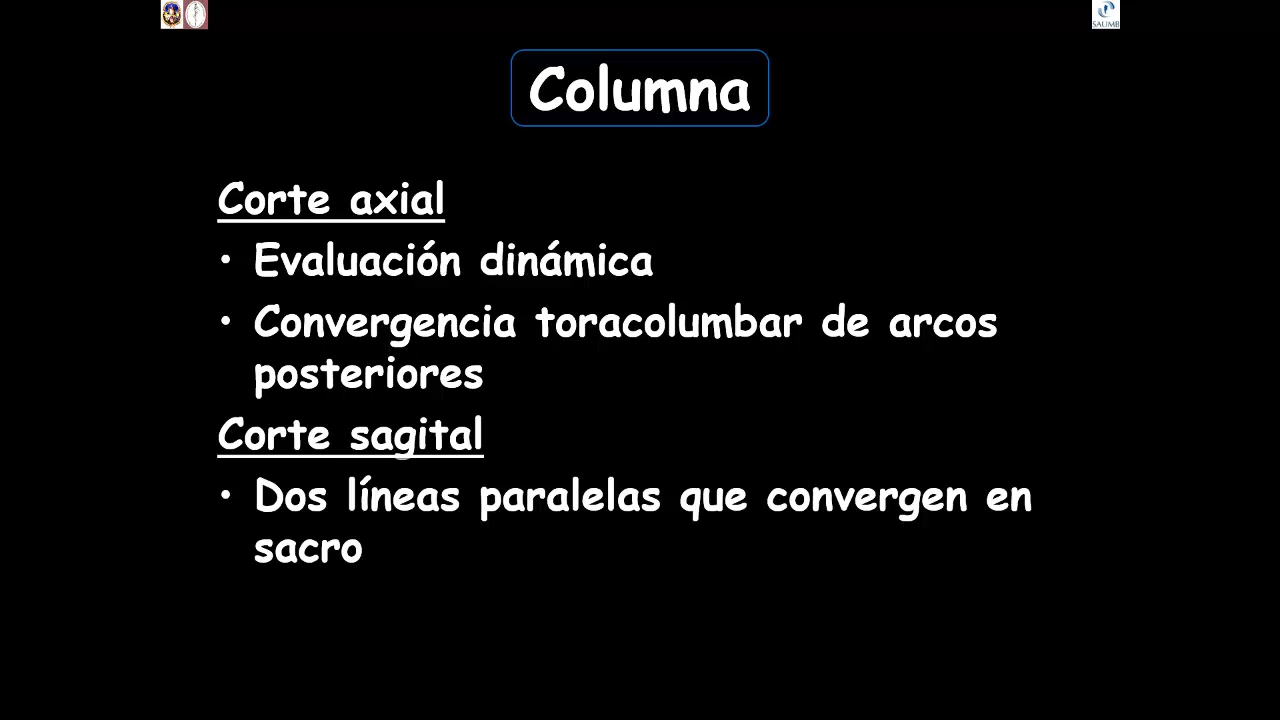 SAUMB
Columna
Corte axial
• Evaluación dinámica
• Convergencia toracolumbar de arcos
posteriores
Corte sagital
• Dos líneas paralelas que convergen en
sacro